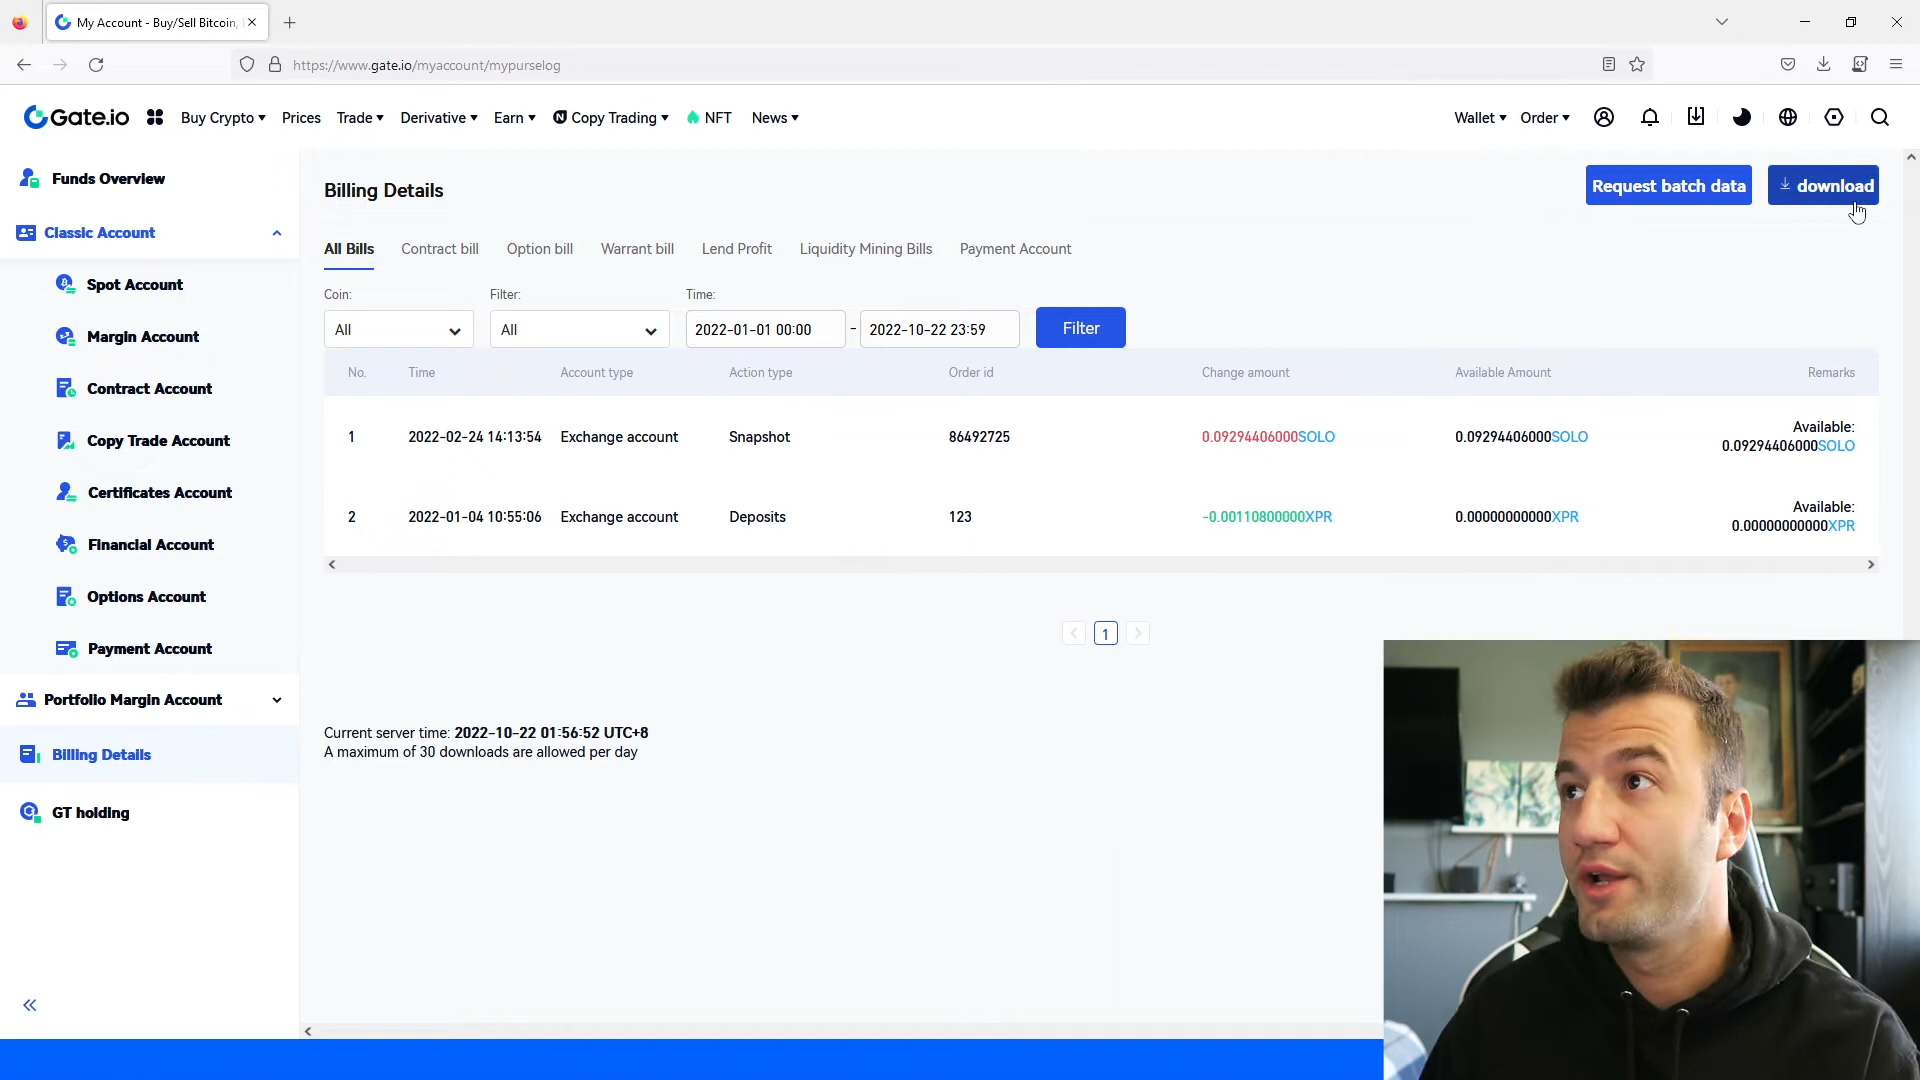 My Account - Buy/Sell Bitcoin,
https://www.gate.io/myaccount/mypurselog
Gate.io
Buy Crypto
Prices
Trade
Derivative
Earn
Copy Trading
NFT
News
Wallet
Order
Funds Overview
Classic Account
Spot Account
Margin Account
Contract Account
Copy Trade Account
Certificates Account
Financial Account
Options Account
Payment Account
Portfolio Margin Account
Billing Details
GT holding
Billing Details
Request batch data
download
All Bills
Contract bill
Option bill
Warrant bill
Lend Profit
Liquidity Mining Bills
Payment Account
Coin:
Filter:
Time:
All
All
2022-01-01 00:00
-
2022-10-22 23:59
Filter
No.
Time
Account type
Action type
Order id
Change amount
Available Amount
Remarks
1
2022-02-24 14:13:54
Exchange account
Snapshot
86492725
0.09294406000SOLO
0.09294406000SOLO
Available:
0.09294406000SOLO
2
2022-01-04 10:55:06
Exchange account
Deposits
123
-0.00110800000XPR
0.00000000000XPR
Available:
0.00000000000XPR
1
Current server time: 2022-10-22 01:56:52 UTC+8
A maximum of 30 downloads are allowed per day